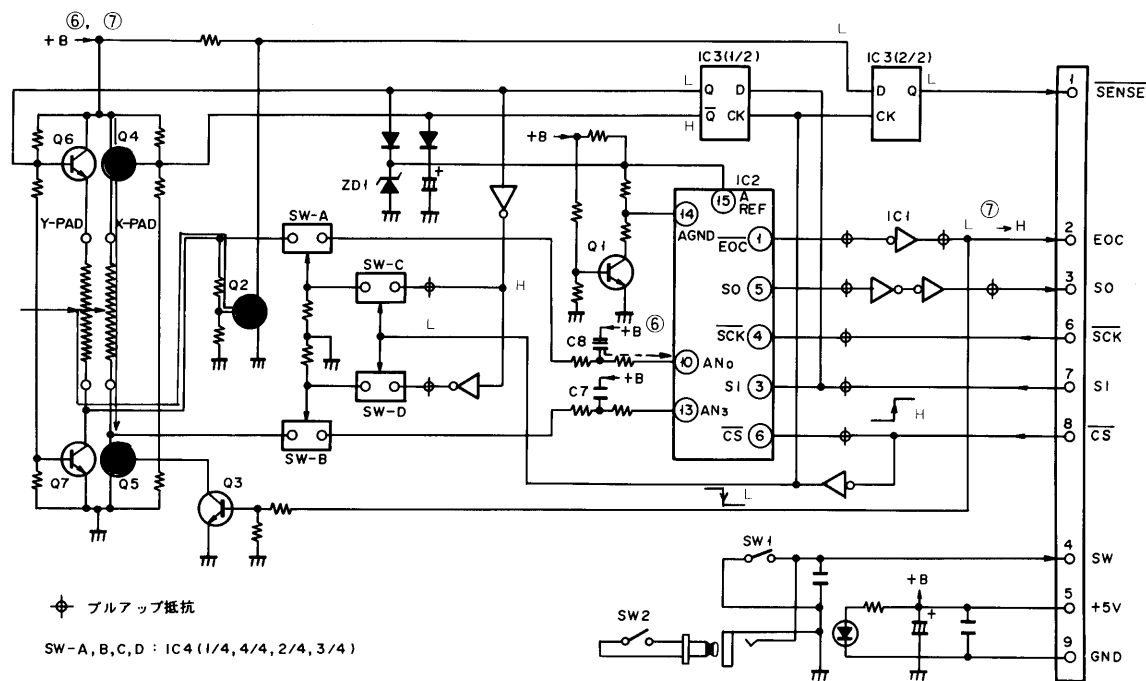 ⑥, ⑦
+B
L
IC3(1/2)
IC3(2/2)
1
SENSE
L
Q D
D Q
L
Q CK
H
CK
Q6
Q4
+B
ZD1
IC2
15 A REF
14 AGND
SW-A
Q1
EOC 1
IC1
L → H
⑦
2
EOC
Y-PAD
X-PAD
SW-C
H
SO 5
3
SO
Q2
L
+B
⑥
C8
SCK 4
6
SCK
10 AN0
SW-D
+B
C7
SI 3
7
SI
13 AN3
H
SW-B
CS 6
8
CS
Q7
Q5
Q3
L
SW1
4
SW
+B
5
+5V
プルアップ抵抗
SW2
9
GND
SW-A, B, C, D : IC4 (1/4, 4/4, 2/4, 3/4)